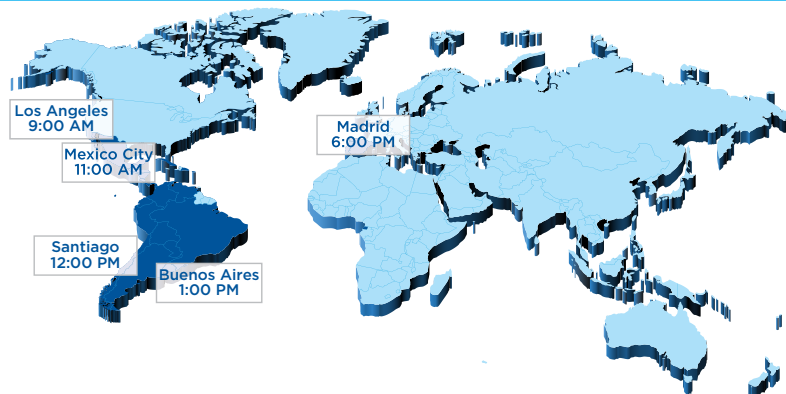 Los Angeles
9:00 AM
Madrid
6:00 PM
Mexico City
11:00 AM
Santiago
12:00 PM
Buenos Aires
1:00 PM